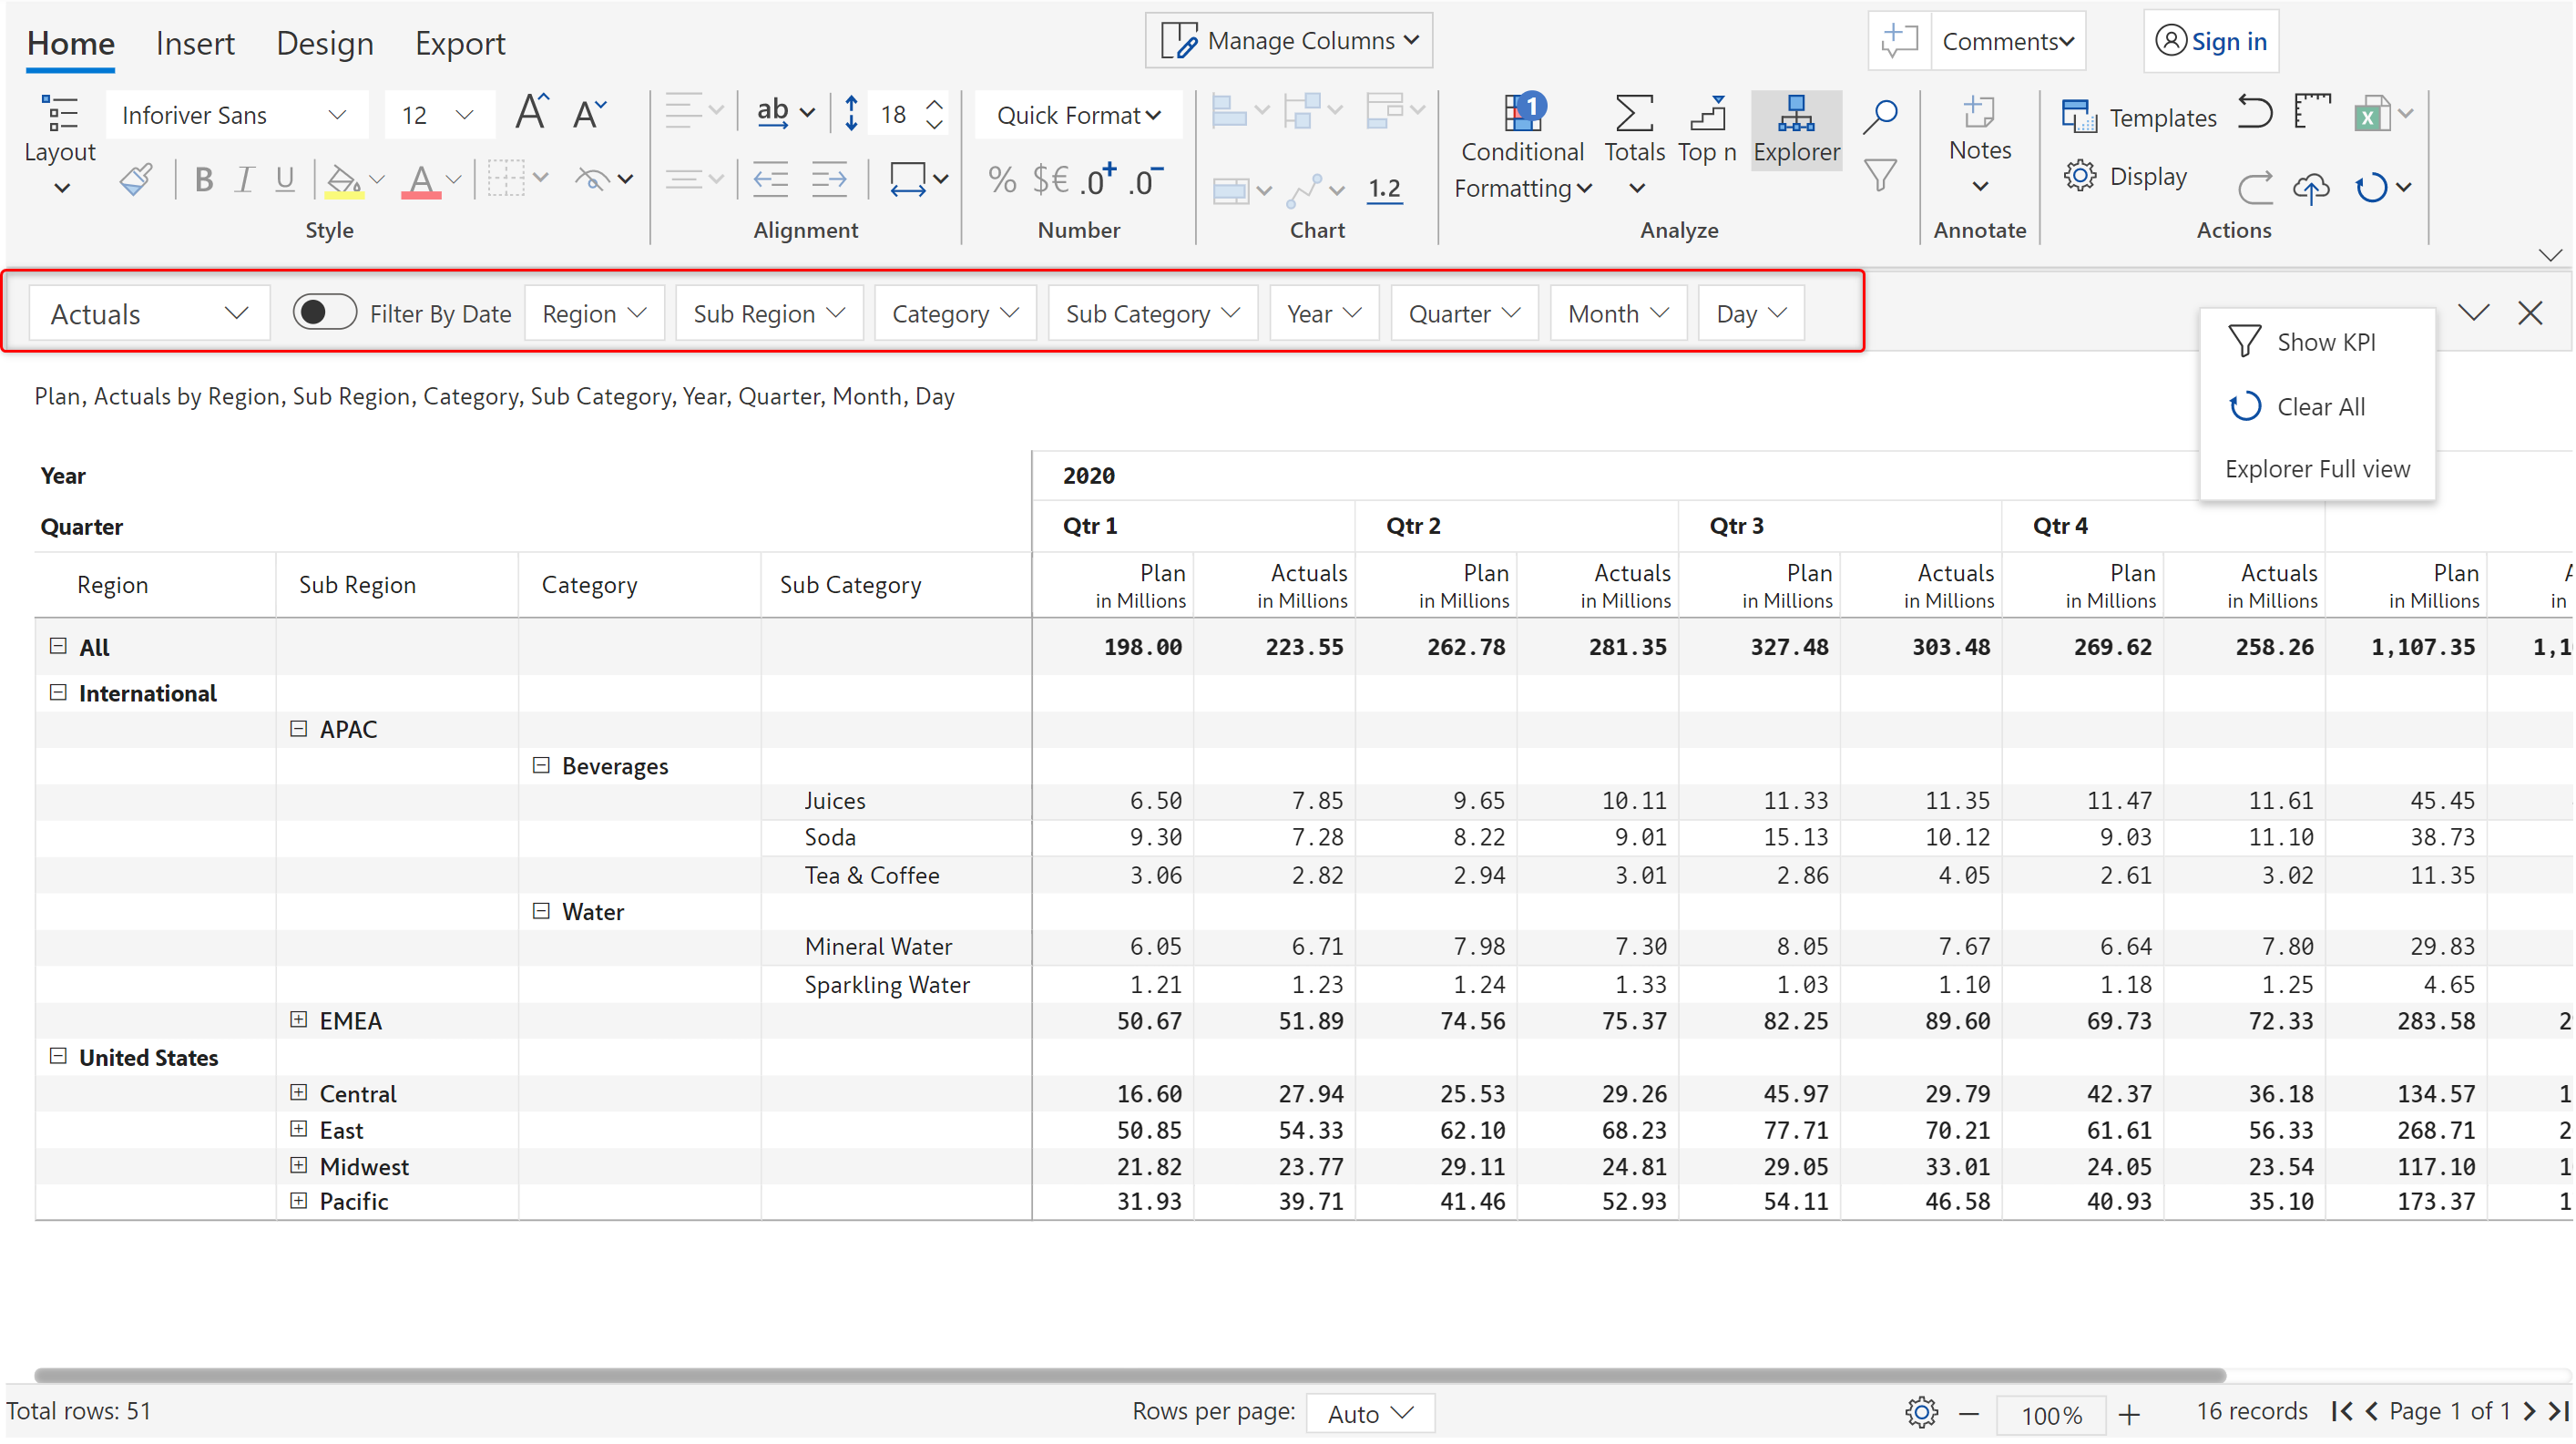 Home Insert Design Export Manage Columns Comments Sign in
Layout Inforiver Sans 12 A A ab 18 Quick Format Conditional Formatting 1 Totals Top n Explorer Notes Templates
B I U A % $€ .0+ .0- 1.2 Display
Style Alignment Number Chart Analyze Annotate Actions
Actuals Filter By Date Region Sub Region Category Sub Category Year Quarter Month Day
Show KPI
Clear All
Explorer Full view
Plan, Actuals by Region, Sub Region, Category, Sub Category, Year, Quarter, Month, Day
Year 2020
Quarter Qtr 1 Qtr 2 Qtr 3 Qtr 4
Region Sub Region Category Sub Category Plan Actuals Plan Actuals Plan Actuals Plan Actuals Plan
in Millions in Millions in Millions in Millions in Millions in Millions in Millions in Millions in Millions in
All 198.00 223.55 262.78 281.35 327.48 303.48 269.62 258.26 1,107.35 1,1
International
APAC
Beverages
Juices 6.50 7.85 9.65 10.11 11.33 11.35 11.47 11.61 45.45
Soda 9.30 7.28 8.22 9.01 15.13 10.12 9.03 11.10 38.73
Tea & Coffee 3.06 2.82 2.94 3.01 2.86 4.05 2.61 3.02 11.35
Water
Mineral Water 6.05 6.71 7.98 7.30 8.05 7.67 6.64 7.80 29.83
Sparkling Water 1.21 1.23 1.24 1.33 1.03 1.10 1.18 1.25 4.65
EMEA 50.67 51.89 74.56 75.37 82.25 89.60 69.73 72.33 283.58 2
United States
Central 16.60 27.94 25.53 29.26 45.97 29.79 42.37 36.18 134.57 1
East 50.85 54.33 62.10 68.23 77.71 70.21 61.61 56.33 268.71 2
Midwest 21.82 23.77 29.11 24.81 29.05 33.01 24.05 23.54 117.10 1
Pacific 31.93 39.71 41.46 52.93 54.11 46.58 40.93 35.10 173.37 1
Total rows: 51 Rows per page: Auto 100% 16 records Page 1 of 1